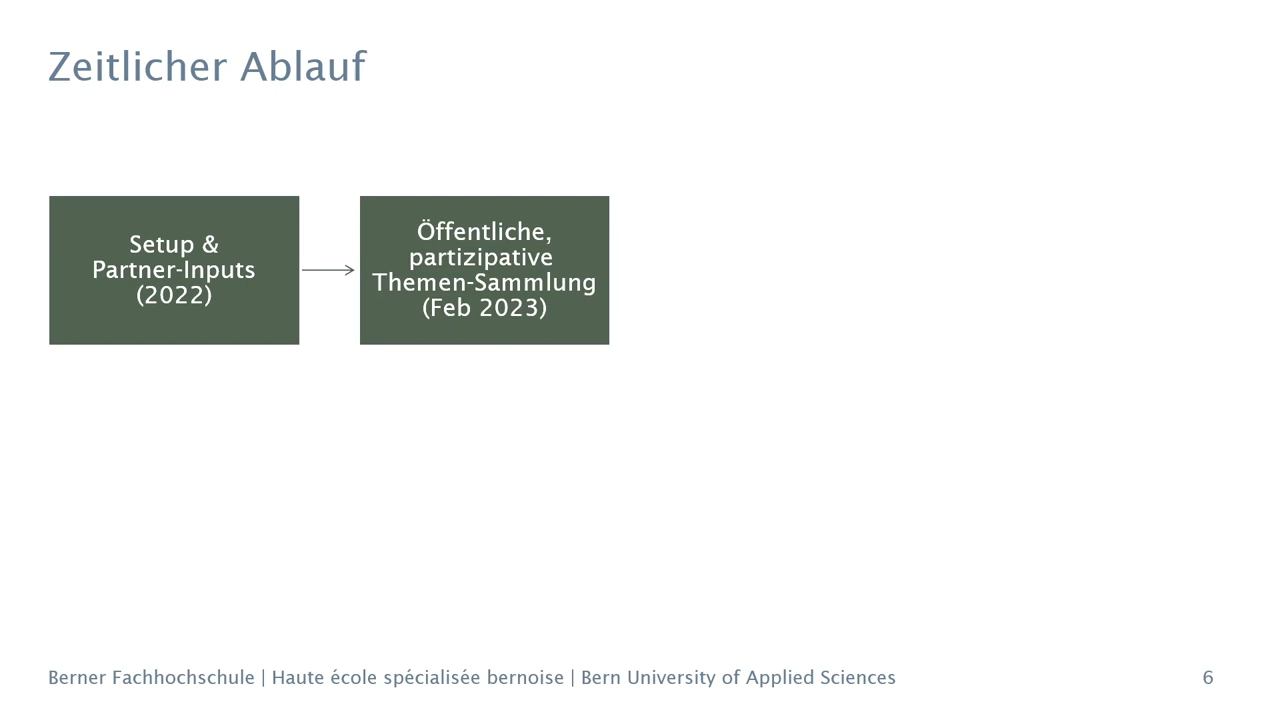 Zeitlicher Ablauf
Setup &
Partner-Inputs
(2022)
Öffentliche,
partizipative
Themen-Sammlung
(Feb 2023)
Berner Fachhochschule | Haute école spécialisée bernoise | Bern University of Applied Sciences
6